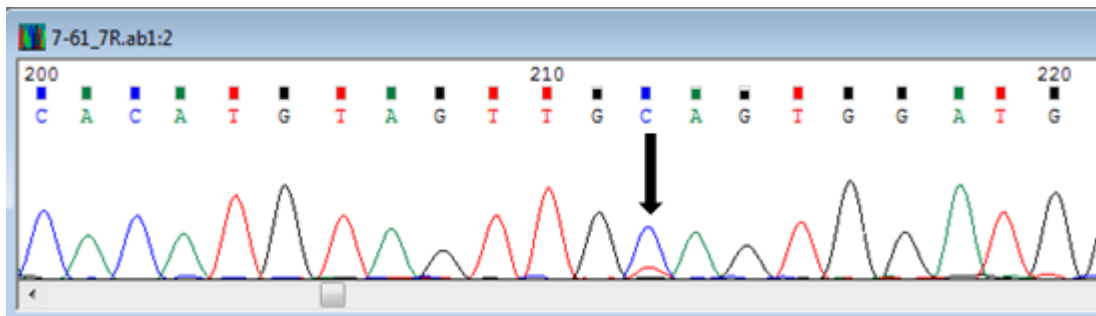 7-61_7R.ab1:2
200 210 220
C A C A T G T A G T T G C A G T G G A T G